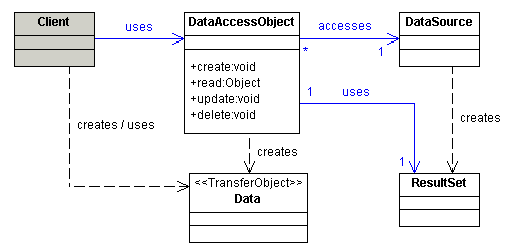 Client
uses
DataAccessObject
accesses
DataSource
*
1
+create:void
+read:Object
+update:void
+delete:void
1
uses
creates / uses
creates
creates
1
<<TransferObject>>
Data
ResultSet